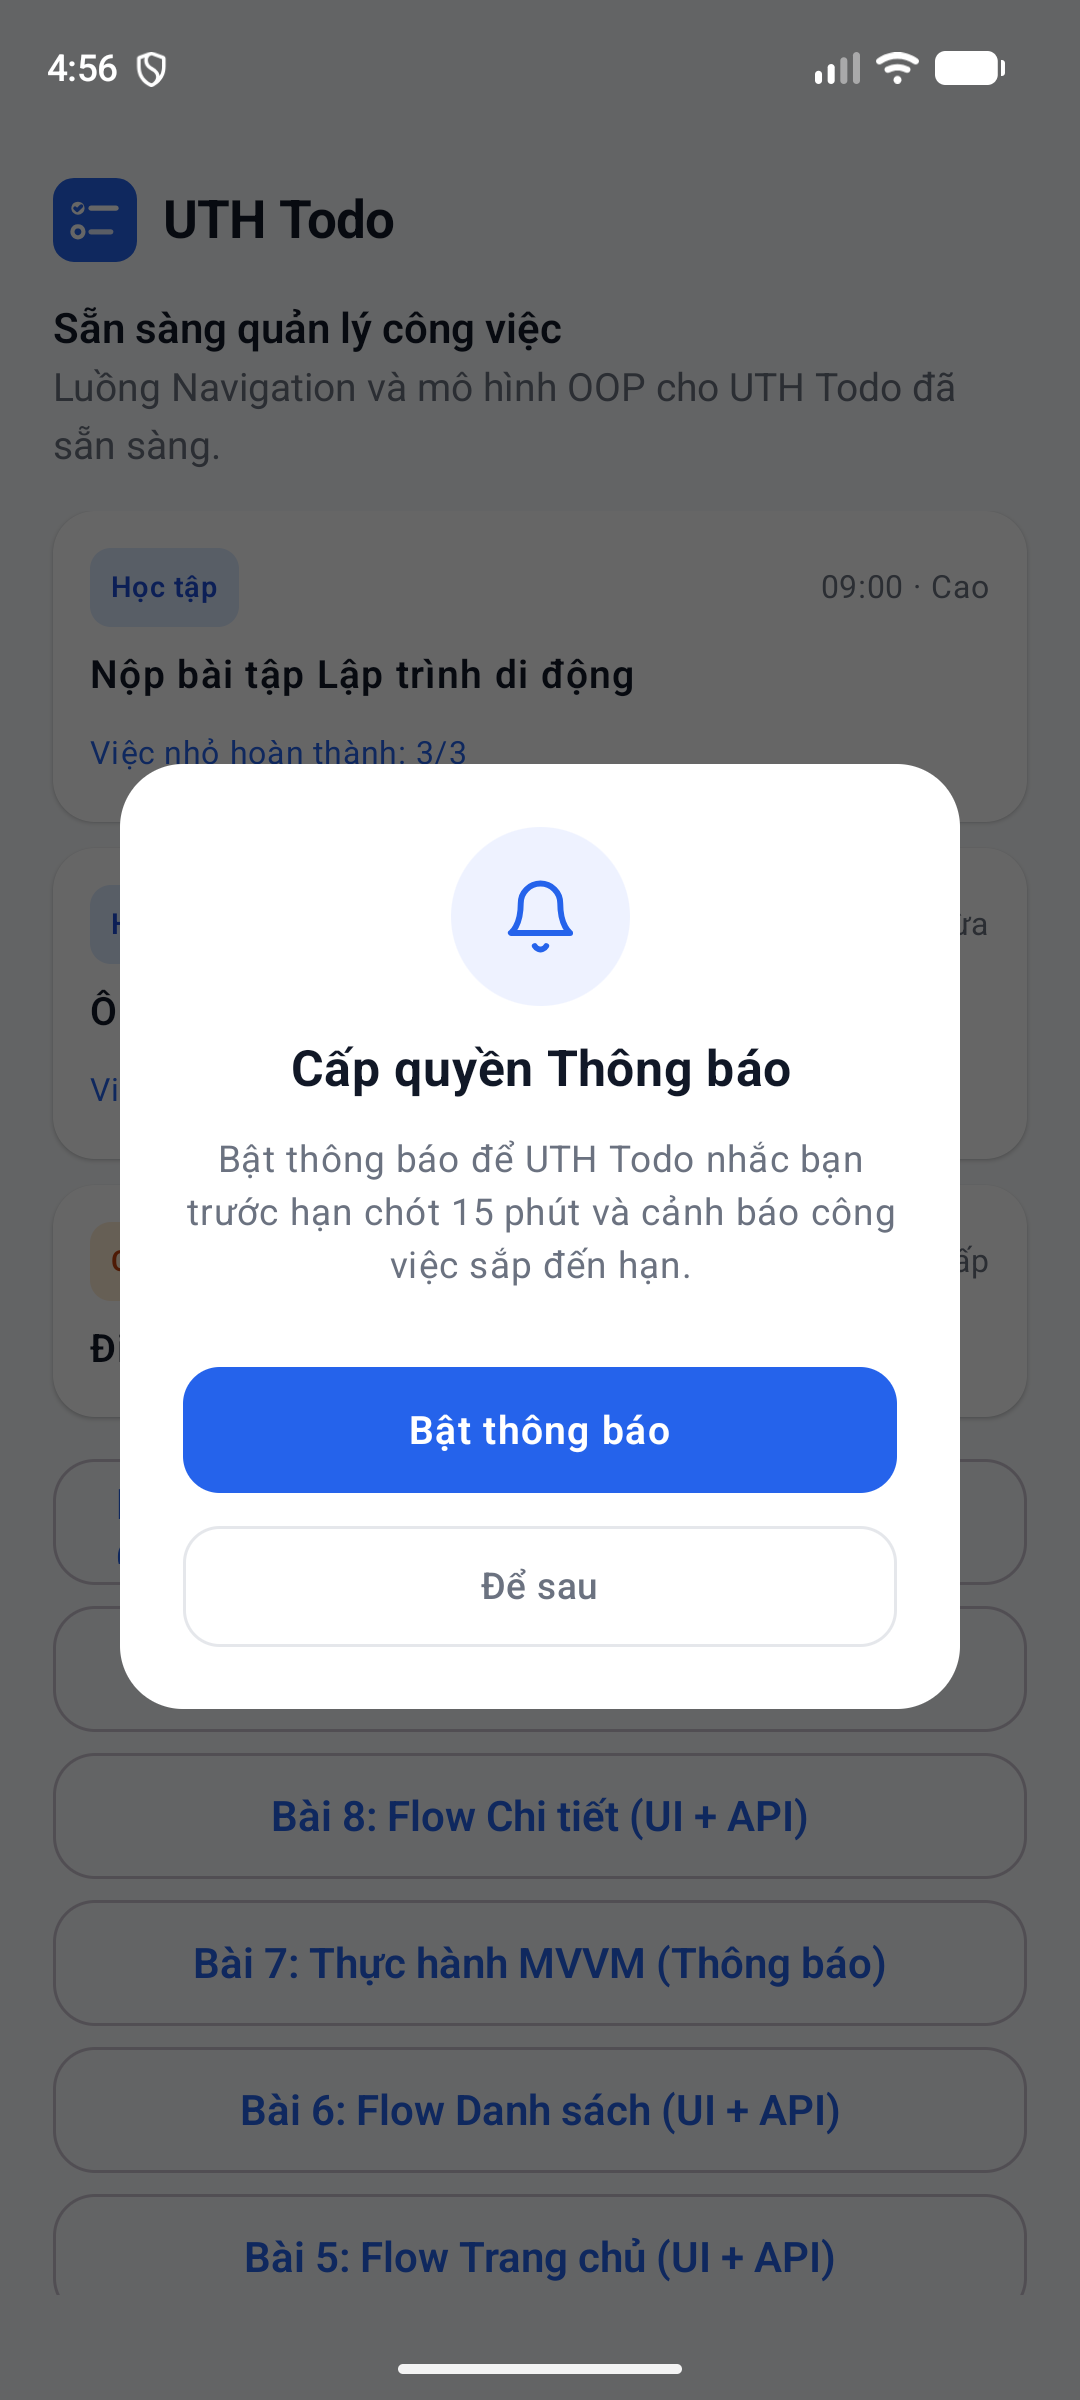 4:56
UTH Todo
Sẵn sàng quản lý công việc
Luồng Navigation và mô hình OOP cho UTH Todo đã
sẵn sàng.
Học tập
09:00 · Cao
Nộp bài tập Lập trình di động
Việc nhỏ hoàn thành: 3/3
Cấp quyền Thông báo
Bật thông báo để UTH Todo nhắc bạn
trước hạn chót 15 phút và cảnh báo công
việc sắp đến hạn.
Bật thông báo
Để sau
Bài 8: Flow Chi tiết (UI + API)
Bài 7: Thực hành MVVM (Thông báo)
Bài 6: Flow Danh sách (UI + API)
Bài 5: Flow Trang chủ (UI + API)